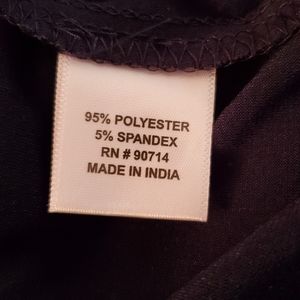 95% POLYESTER
5% SPANDEX
RN # 90714
MADE IN INDIA